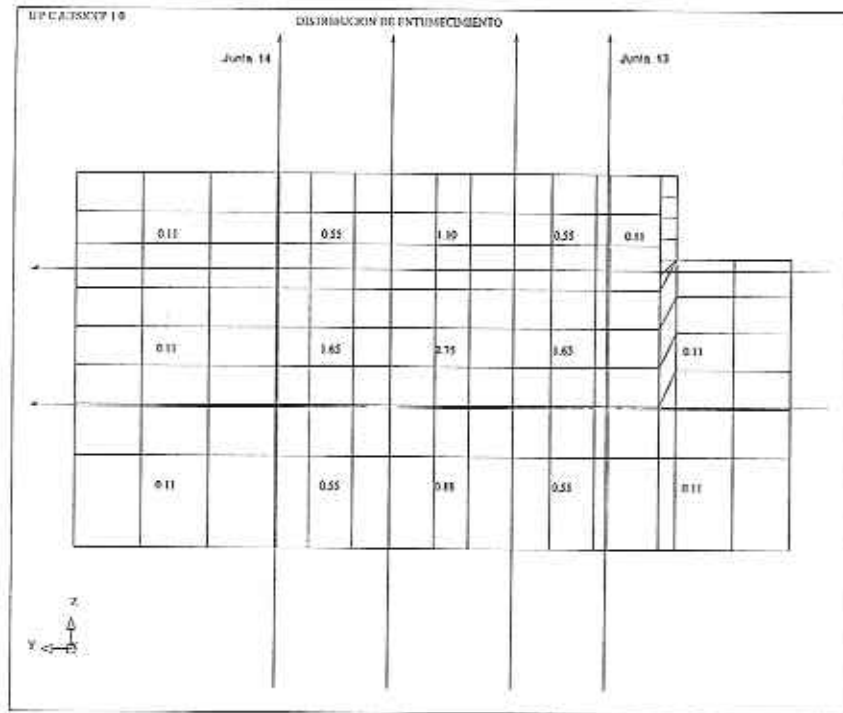 DISTRIBUCION DE ENTUMECIMIENTO
Junta 14
Junta 13
0.11 0.55 1.10 0.55 0.11
0.11 1.65 2.75 1.65 0.11
0.11 0.55 0.88 0.55 0.11
Z
Y